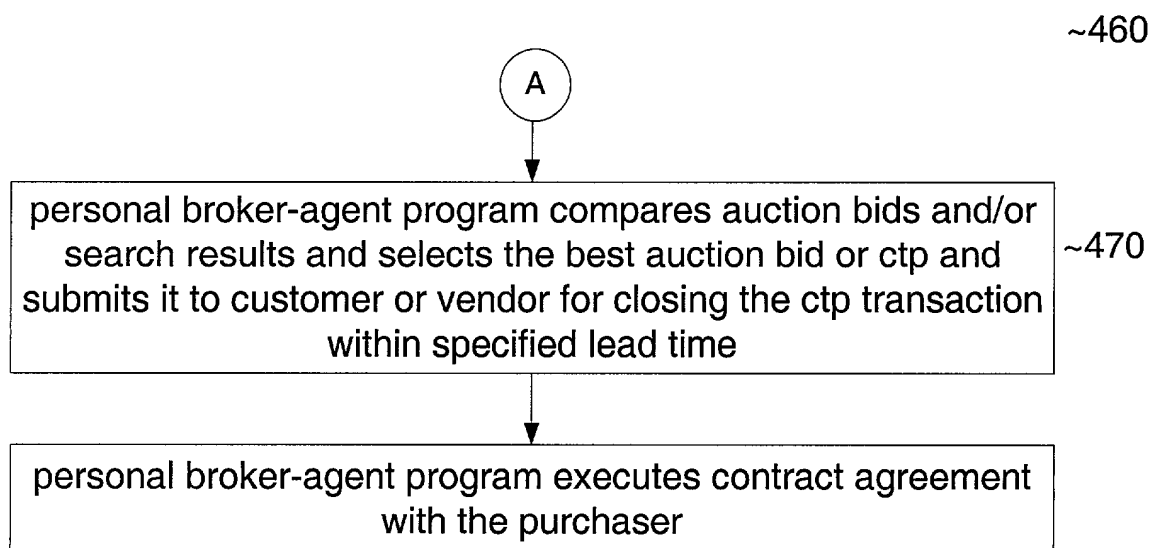 ~460
A
personal broker-agent program compares auction bids and/or
search results and selects the best auction bid or ctp and
~470
submits it to customer or vendor for closing the ctp transaction
within specified lead time
personal broker-agent program executes contract agreement
with the purchaser